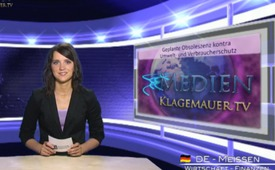 Geplante Obsoleszenz kontra
Umwelt- und Verbraucherschutz
MEDIEN
KLAGEMAUER.TV
DE - MEISSEN
WIRTSCHAFT - FINANZEN